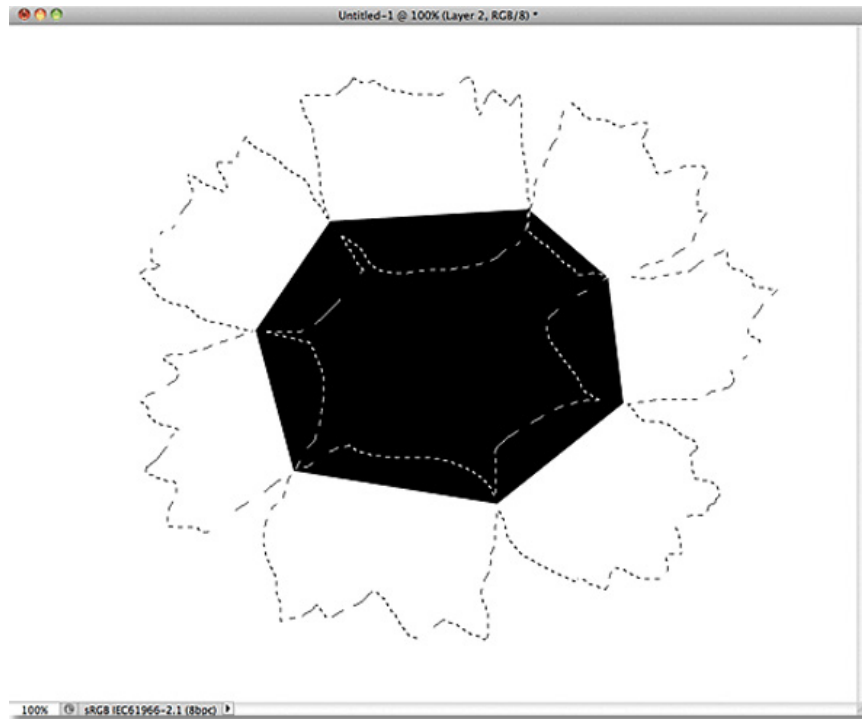 Untitled-1 @ 100% (Layer 2, RGB/8) *
100% sRGB IEC61966-2.1 (8bpc)